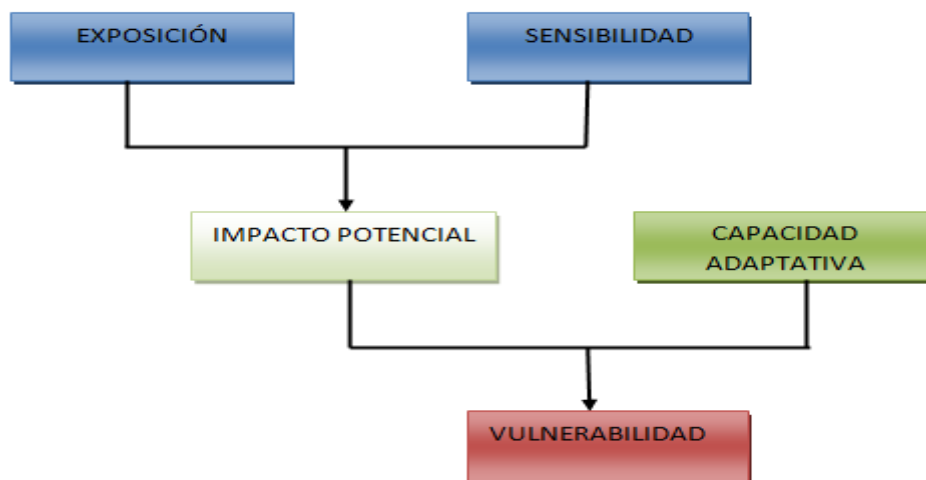 EXPOSICIÓN
SENSIBILIDAD
IMPACTO POTENCIAL
CAPACIDAD
ADAPTATIVA
VULNERABILIDAD